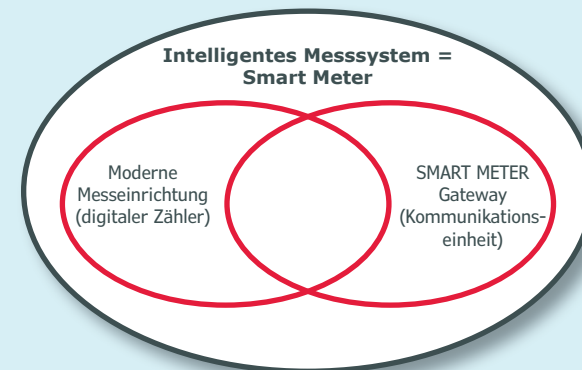 Intelligentes Messsystem =
Smart Meter
Moderne
Messeinrichtung
(digitaler Zähler)
SMART METER
Gateway
(Kommunikations-
einheit)